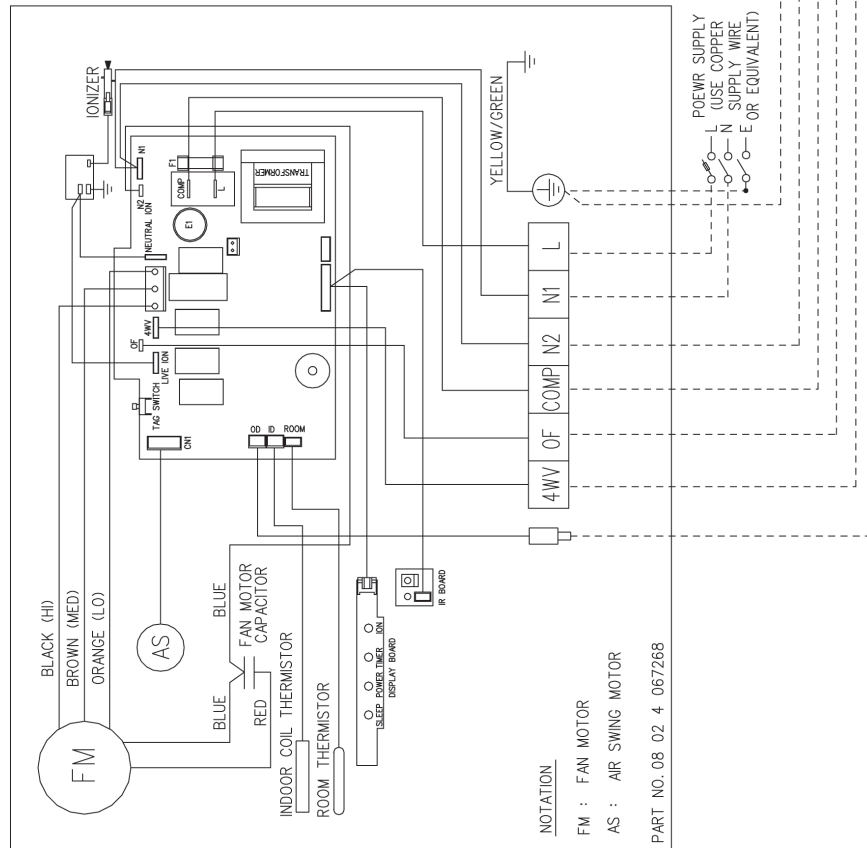 IONIZER
YELLOW/GREEN
POEWR SUPPLY
(USE COPPER
SUPPLY WIRE
OR EQUIVALENT)
L
N
E
N1
N2
NEUTRAL ION
F1
COMP
L
TRANSFORMER
E1
4WV
OF
LIVE ION
TAG SWITCH
CN1
OD
ID
ROOM
L
N1
N2
COMP
OF
4WV
BLACK (HI)
BROWN (MED)
ORANGE (LO)
FM
AS
BLUE
BLUE
RED
FAN MOTOR
CAPACITOR
INDOOR COIL THERMISTOR
ROOM THERMISTOR
SLEEP POWER TIMER ION
DISPLAY BOARD
IR BOARD
NOTATION
FM : FAN MOTOR
AS : AIR SWING MOTOR
PART NO. 08 02 4 067268